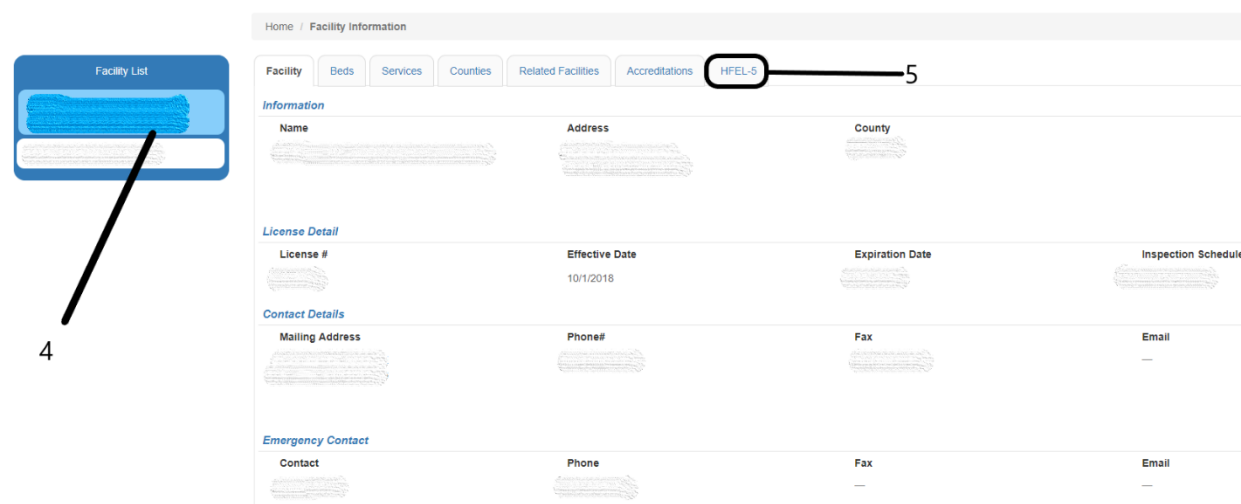 Home / Facility Information
Facility List
Facility Beds Services Counties Related Facilities Accreditations HFEL-5 5
Information
Name Address County
License Detail
License # Effective Date Expiration Date Inspection Schedule
10/1/2018
Contact Details
Mailing Address Phone# Fax Email
4
—
Emergency Contact
Contact Phone Fax Email
— —